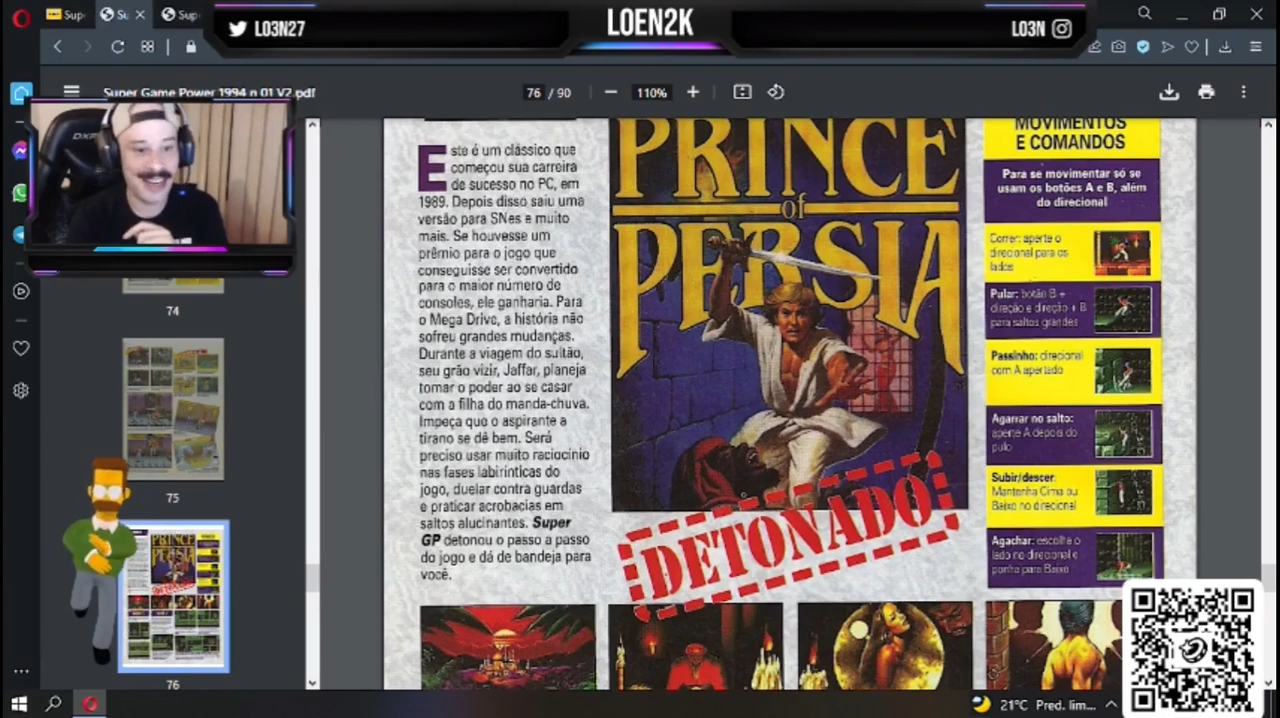 LO3N27
LOEN2K
LO3N
Super Game Power 1994 n 01 V2.pdf
76 / 90
110%
74
75
76
Este é um clássico que
começou sua carreira
de sucesso no PC, em
1989. Depois disso saiu uma
versão para SNes e muito
mais. Se houvesse um
prêmio para o jogo que
conseguisse ser convertido
para o maior número de
consoles, ele ganharia. Para
o Mega Drive, a história não
sofreu grandes mudanças.
Durante a viagem do sultão,
seu grão vizir, Jaffar, planeja
tomar o poder ao se casar
com a filha do manda-chuva.
Impeça que o aspirante a
tirano se dê bem. Será
preciso usar muito raciocínio
nas fases labirínticas do
jogo, duelar contra guardas
e praticar acrobacias em
saltos alucinantes. Super
GP detonou o passo a passo
do jogo e dá de bandeja para
você.
PRINCE
of
PERSIA
DETONADO
MOVIMENTOS
E COMANDOS
Para se movimentar só se
usam os botões A e B, além
do direcional
Correr: aperte o
direcional para os
lados
Pular: botão B +
direção e direção + B
para saltos grandes
Passinho: direcional
com A apertado
Agarrar no salto:
aperte A depois do
pulo
Subir/descer:
Mantenha Cima ou
Baixo no direcional
Agachar: escolha o
lado no direcional e
ponha para Baixo
21°C Pred. lim...